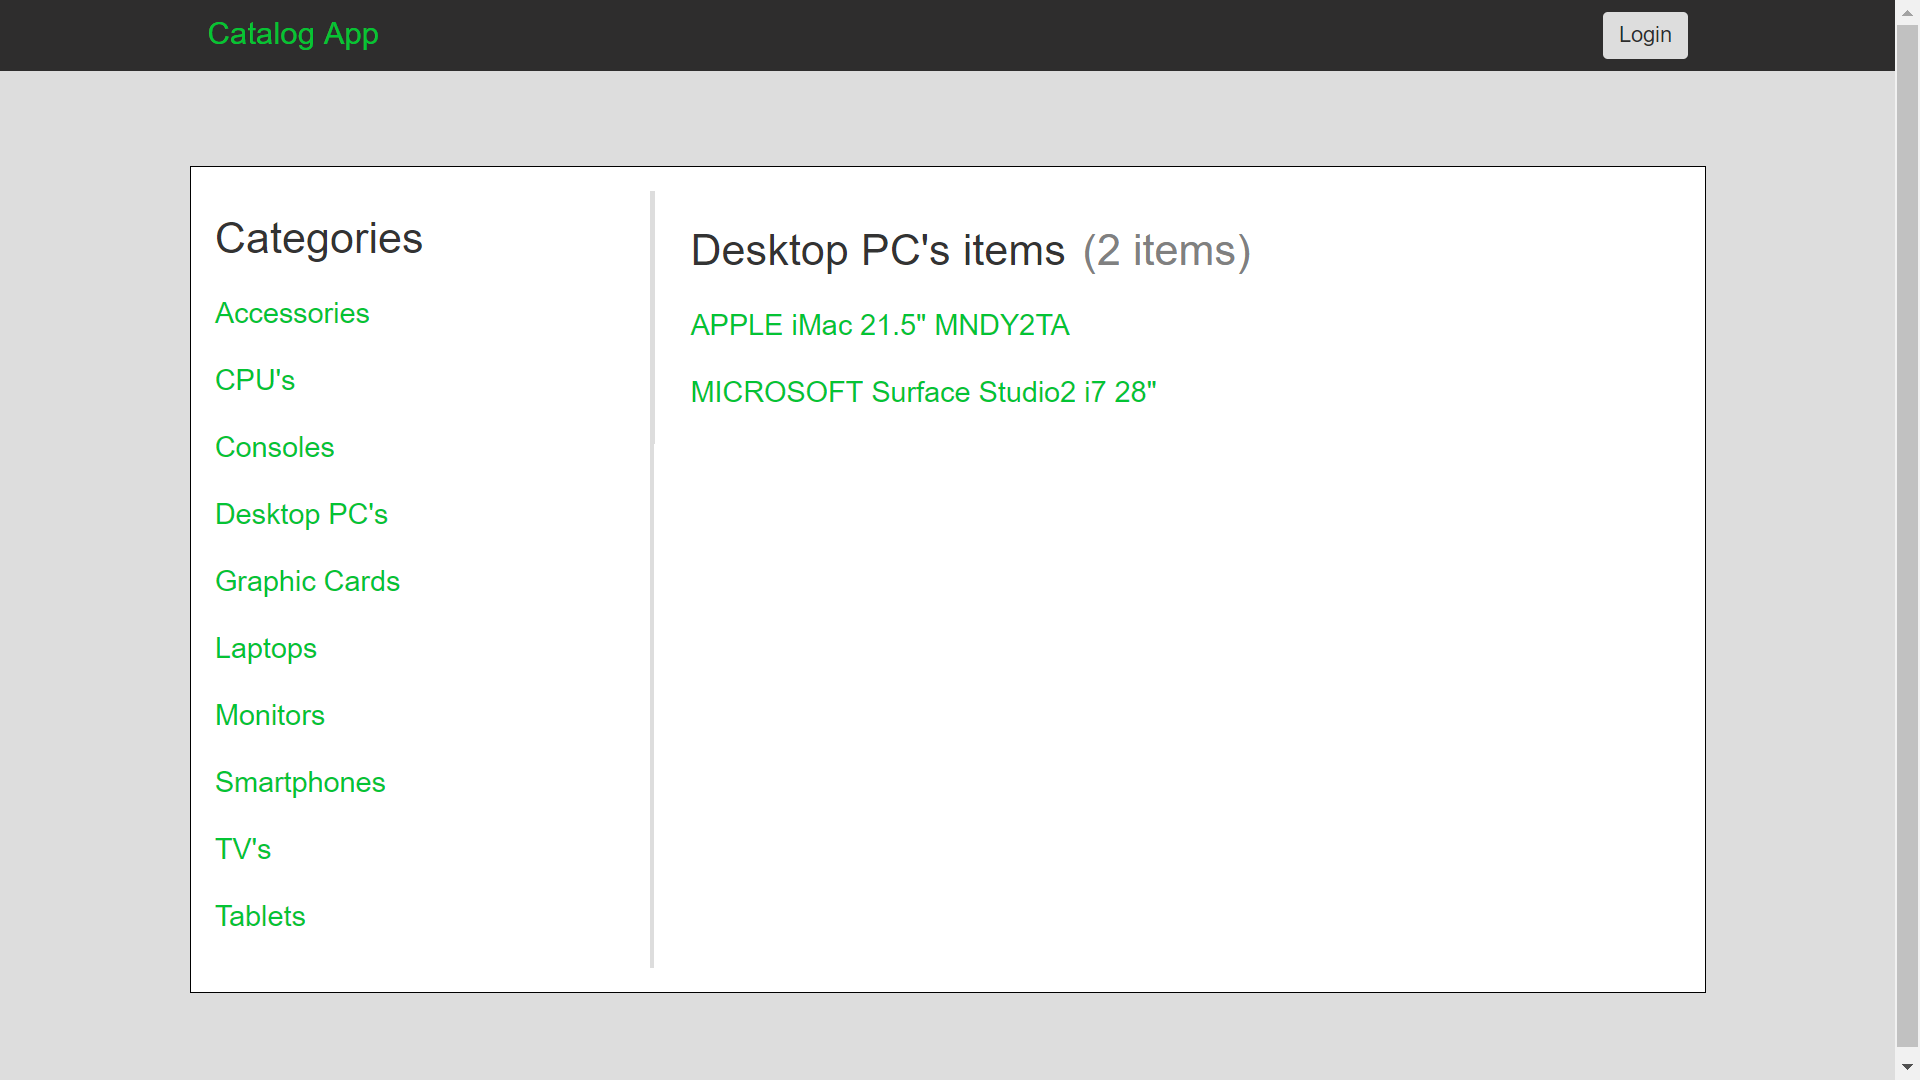 Catalog App
Login
Categories
Accessories
CPU's
Consoles
Desktop PC's
Graphic Cards
Laptops
Monitors
Smartphones
TV's
Tablets
Desktop PC's items (2 items)
APPLE iMac 21.5" MNDY2TA
MICROSOFT Surface Studio2 i7 28"